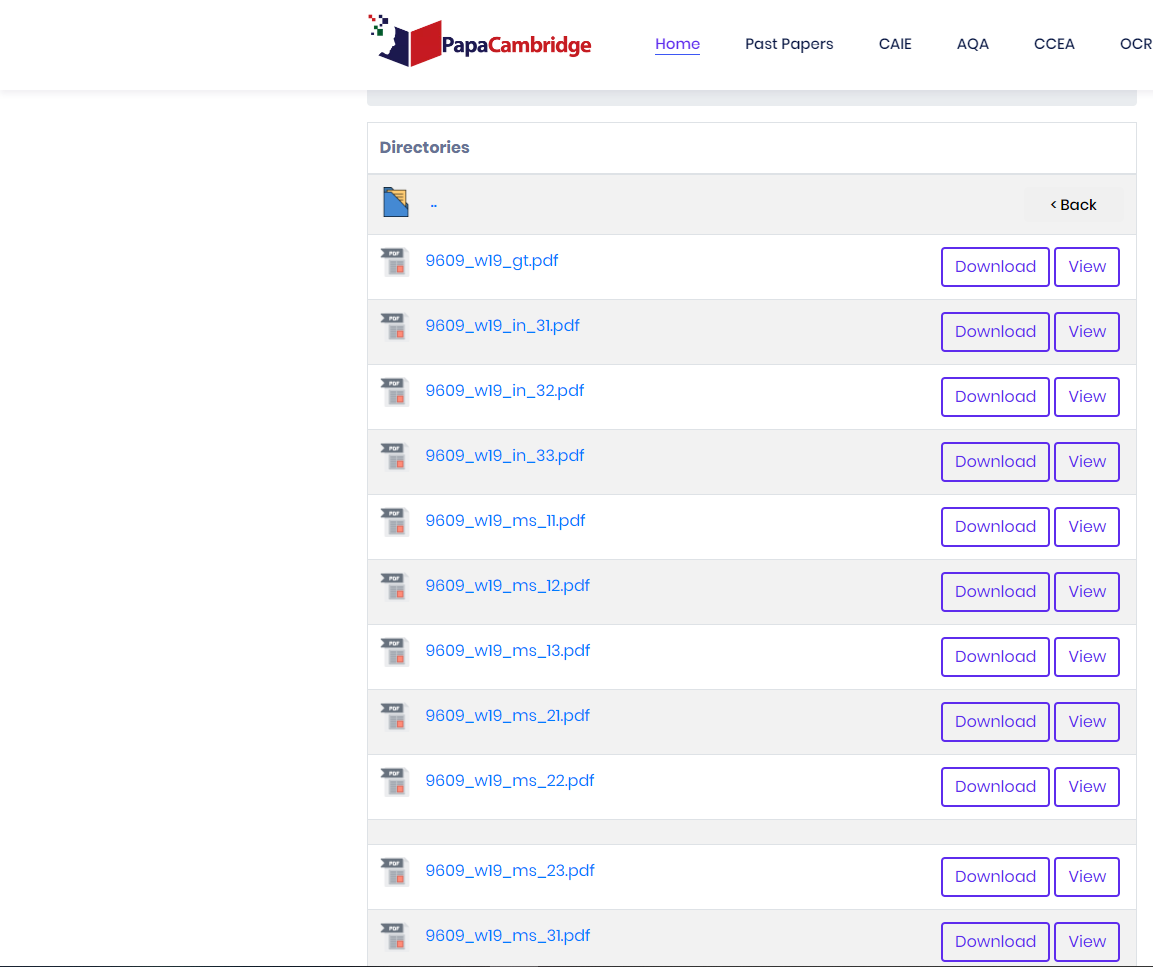 PapaCambridge
Home Past Papers CAIE AQA CCEA OCR
Directories
.. < Back
PDF 9609_w19_gt.pdf Download View
PDF 9609_w19_in_31.pdf Download View
PDF 9609_w19_in_32.pdf Download View
PDF 9609_w19_in_33.pdf Download View
PDF 9609_w19_ms_11.pdf Download View
PDF 9609_w19_ms_12.pdf Download View
PDF 9609_w19_ms_13.pdf Download View
PDF 9609_w19_ms_21.pdf Download View
PDF 9609_w19_ms_22.pdf Download View
PDF 9609_w19_ms_23.pdf Download View
PDF 9609_w19_ms_31.pdf Download View